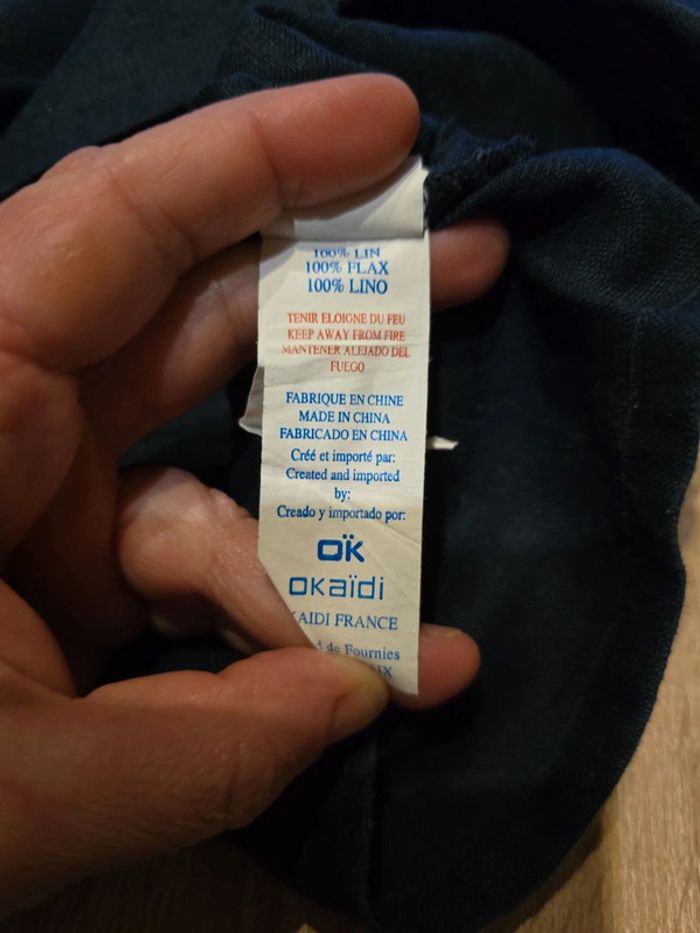 100% LIN
100% FLAX
100% LINO
TENIR ELOIGNE DU FEU
KEEP AWAY FROM FIRE
MANTENER ALEJADO DEL
FUEGO
FABRIQUE EN CHINE
MADE IN CHINA
FABRICADO EN CHINA
Créé et importé par:
Created and imported
by:
Creado y importado por:
OÏK
OKaïdi
KAIDI FRANCE
de Fournies
IX